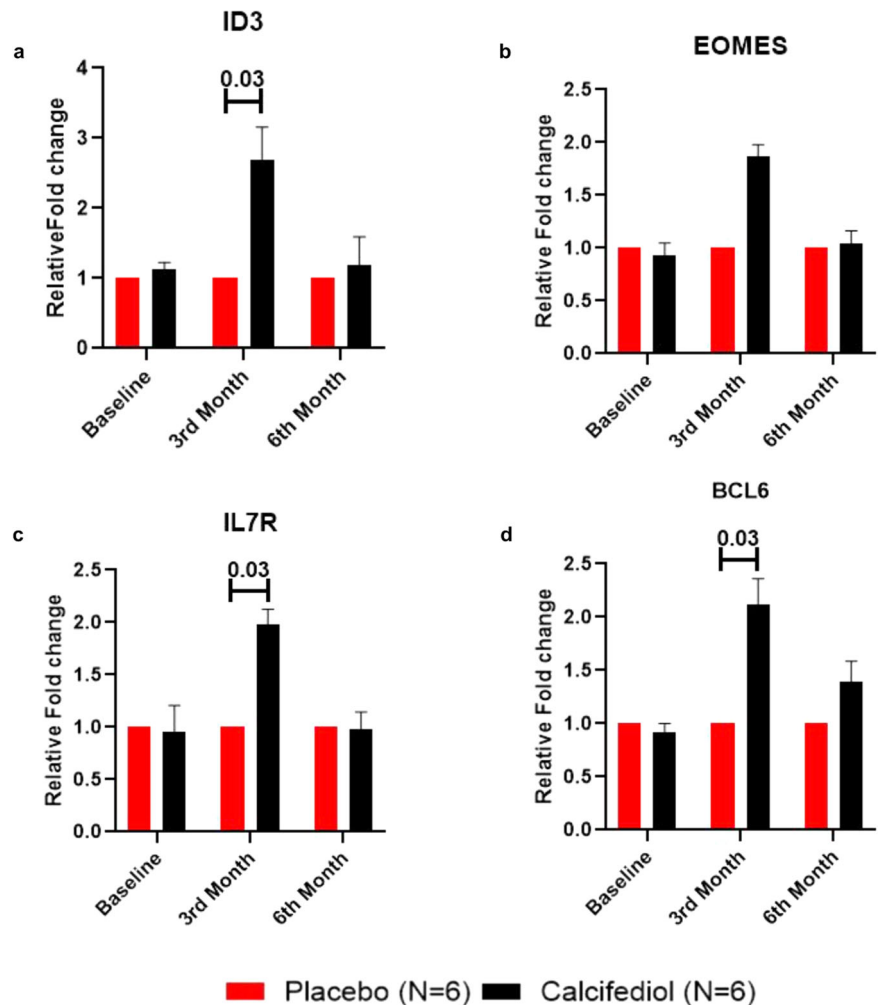 a
ID3
RelativeFold change
4
3
2
1
0
0.03
Baseline
3rd Month
6th Month
b
EOMES
Relative Fold change
2.5
2.0
1.5
1.0
0.5
0.0
Baseline
3rd Month
6th Month
c
IL7R
Relative Fold change
2.5
2.0
1.5
1.0
0.5
0.0
0.03
Baseline
3rd Month
6th Month
d
BCL6
Relative Fold change
2.5
2.0
1.5
1.0
0.5
0.0
0.03
Baseline
3rd Month
6th Month
Placebo (N=6) Calcifediol (N=6)